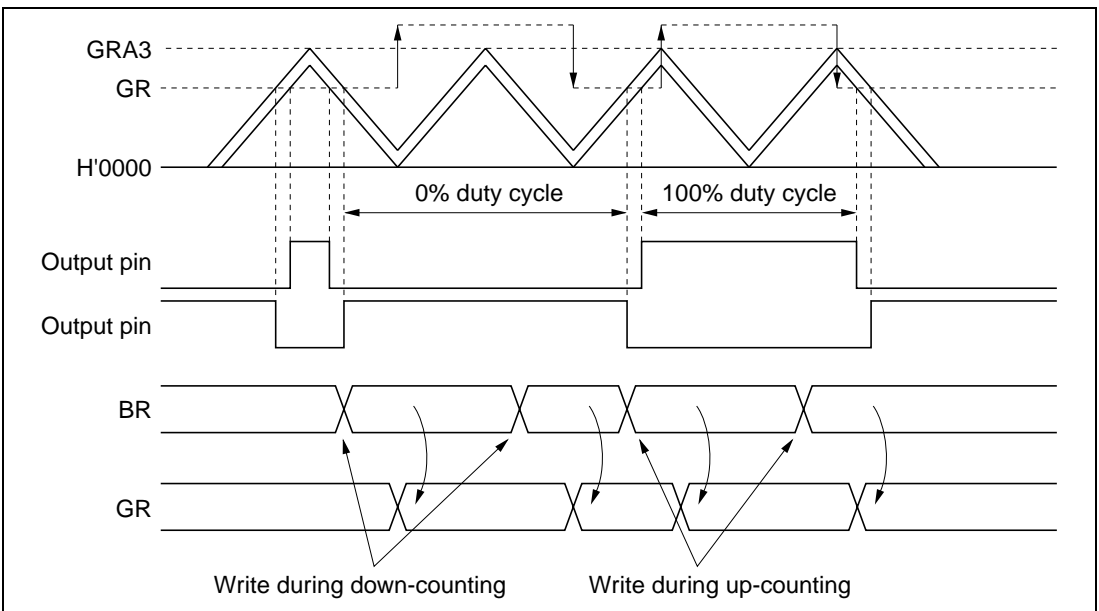 GRA3
GR
H'0000
0% duty cycle
100% duty cycle
Output pin
Output pin
BR
GR
Write during down-counting
Write during up-counting